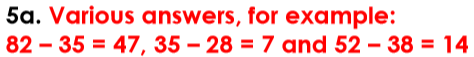 5a. Various answers, for example:
82 – 35 = 47, 35 – 28 = 7 and 52 – 38 = 14